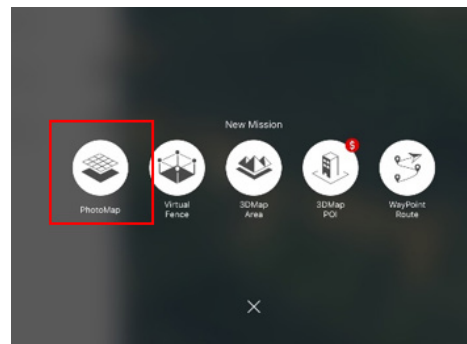 New Mission
$
PhotoMap
Virtual
Fence
3DMap
Area
3DMap
POI
WayPoint
Route